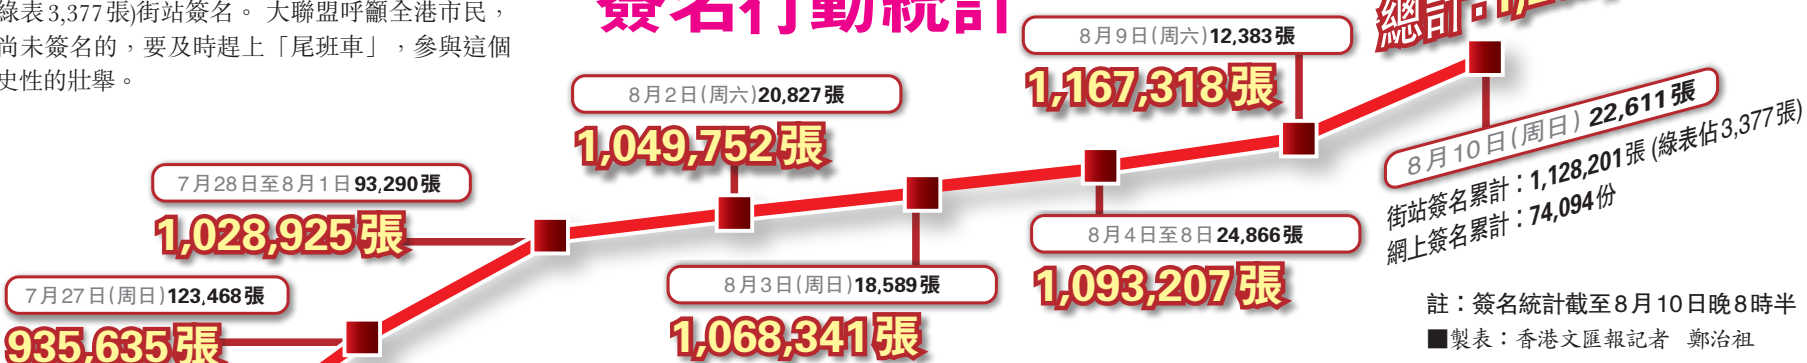 綠表3,377張)街站簽名。 大聯盟呼籲全港市民，
尚未簽名的，要及時趕上「尾班車」，參與這個
史性的壯舉。
簽名行動統計
7月27日(周日)123,468張
935,635張
7月28日至8月1日93,290張
1,028,925張
8月2日(周六)20,827張
1,049,752張
8月3日(周日)18,589張
1,068,341張
8月4日至8日24,866張
1,093,207張
8月9日(周六)12,383張
1,167,318張
總計:
8月10日(周日) 22,611張
街站簽名累計：1,128,201張 (綠表佔3,377張)
網上簽名累計：74,094份
註：簽名統計截至8月10日晚8時半
■製表：香港文匯報記者 鄭治祖